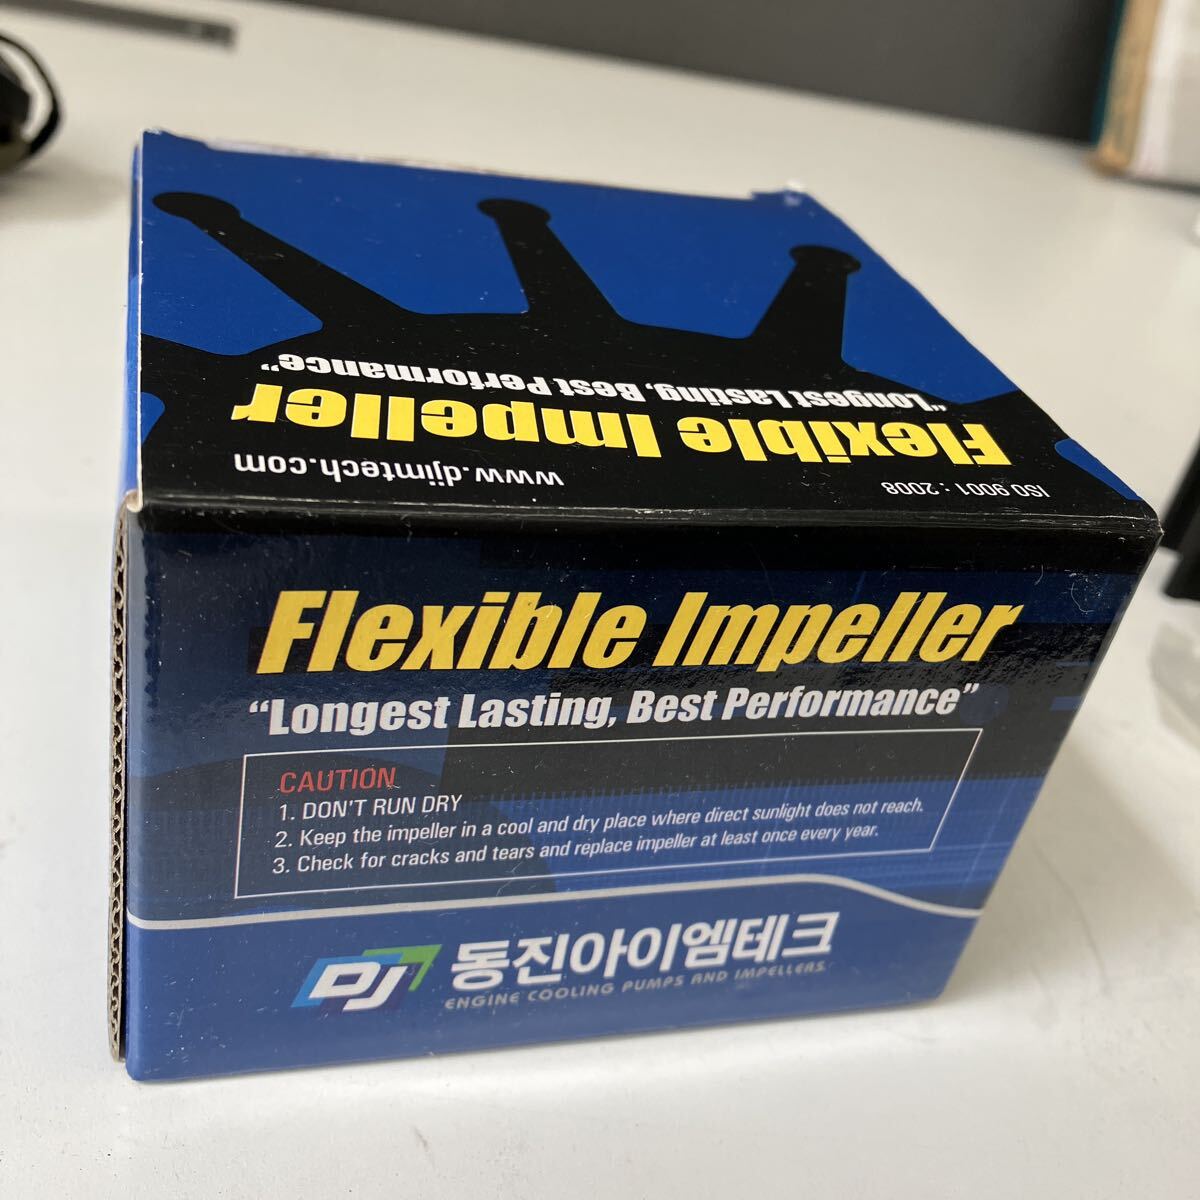 "Longest Lasting, Best Performance"
Flexible Impeller
www.djimtech.com
ISO 9001 : 2008
Flexible Impeller
"Longest Lasting, Best Performance"
CAUTION
1. DON'T RUN DRY
2. Keep the impeller in a cool and dry place where direct sunlight does not reach.
3. Check for cracks and tears and replace impeller at least once every year.
DJ 동진아이엠테크
ENGINE COOLING PUMPS AND IMPELLERS